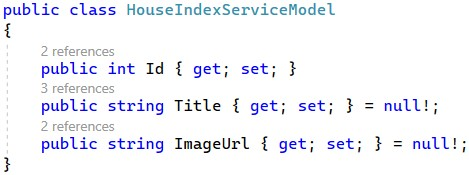 public class HouseIndexServiceModel
{
2 references
public int Id { get; set; }
3 references
public string Title { get; set; } = null!;
2 references
public string ImageUrl { get; set; } = null!;
}